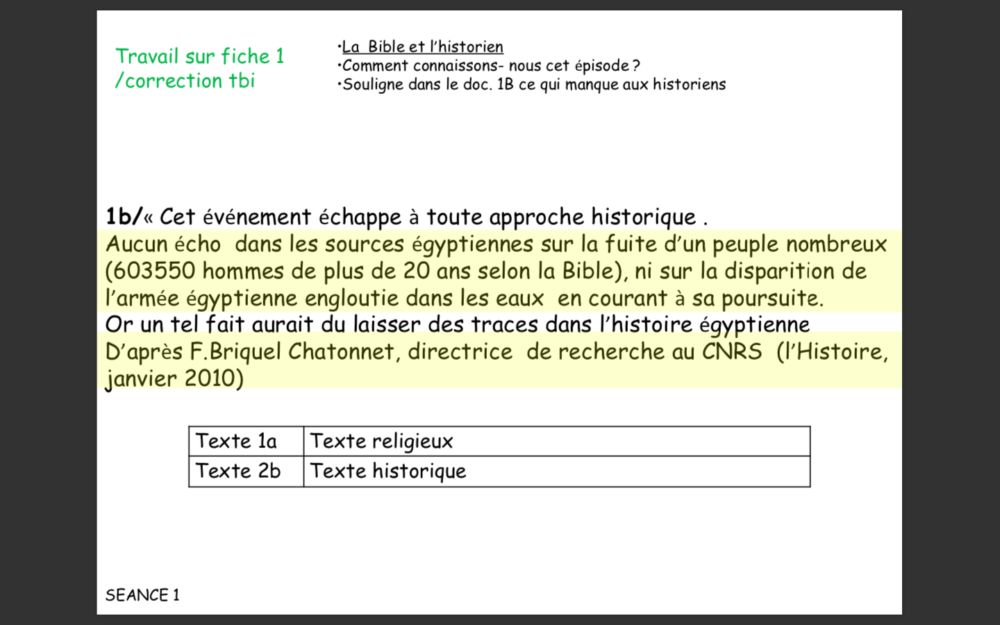 Travail sur fiche 1
/correction tbi
•La  Bible et l’historien
•Comment connaissons- nous cet épisode ?
•Souligne dans le doc. 1B ce qui manque aux historiens
1b/« Cet événement échappe à toute approche historique .
Aucun écho  dans les sources égyptiennes sur la fuite d’un peuple nombreux
(603550 hommes de plus de 20 ans selon la Bible), ni sur la disparition de
l’armée égyptienne engloutie dans les eaux  en courant à sa poursuite.
Or un tel fait aurait du laisser des traces dans l’histoire égyptienne
D’après F.Briquel Chatonnet, directrice  de recherche au CNRS  (l’Histoire,
janvier 2010)
Texte 1a Texte religieux
Texte 2b Texte historique
SEANCE 1